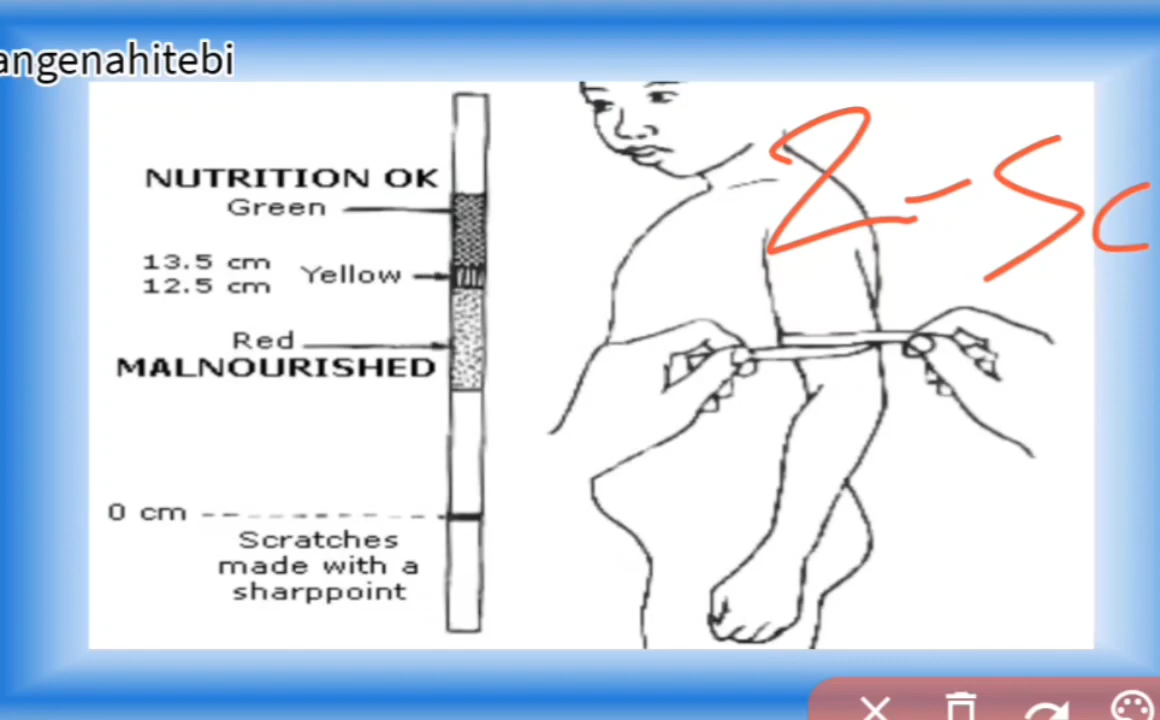 angenahitebi
NUTRITION OK
Green
13.5 cm
12.5 cm
Yellow
Red
MALNOURISHED
0 cm
Scratches
made with a
sharppoint